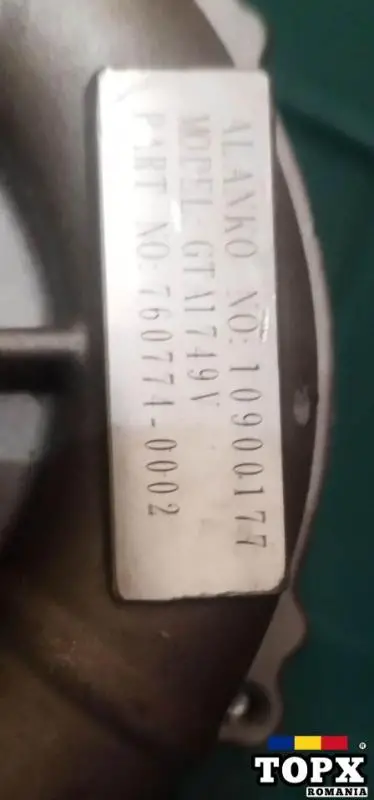 ALANKO NO: 10900177
MODEL: GTA1749V
PART NO: 760774-0002
TOPX
ROMANIA
®